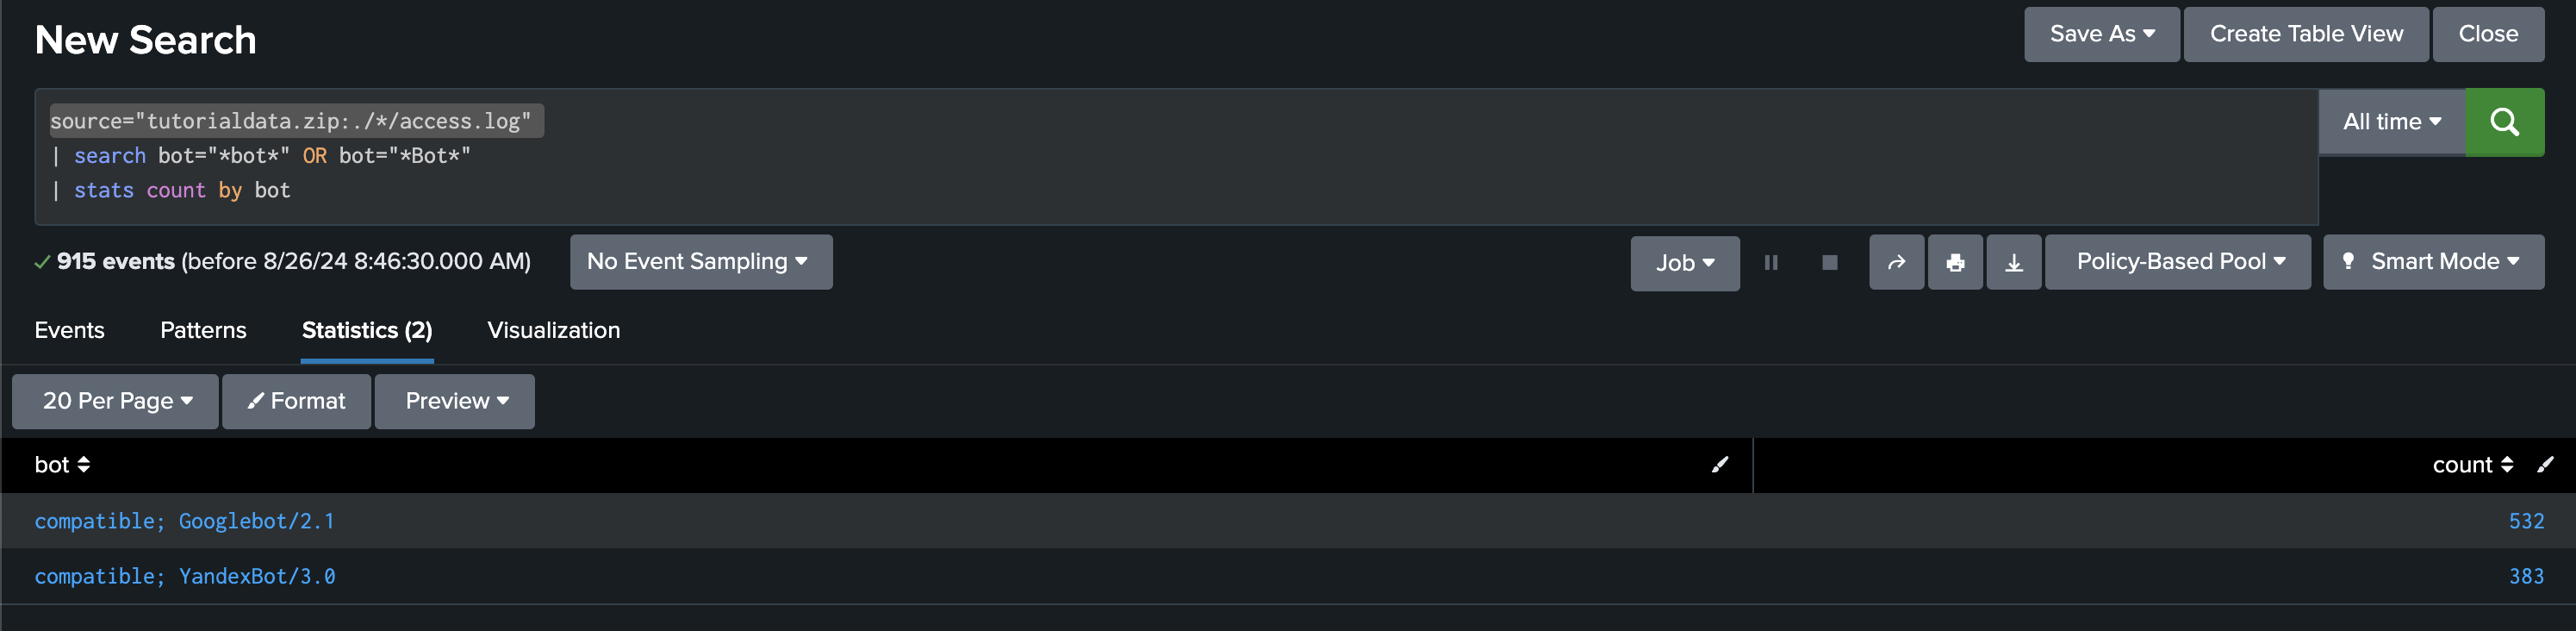 New Search
Save As Create Table View Close
source="tutorialdata.zip:./*/access.log"
| search bot="*bot*" OR bot="*Bot*"
| stats count by bot
All time
915 events (before 8/26/24 8:46:30.000 AM) No Event Sampling Job Policy-Based Pool Smart Mode
Events Patterns Statistics (2) Visualization
20 Per Page Format Preview
bot count
compatible; Googlebot/2.1 532
compatible; YandexBot/3.0 383